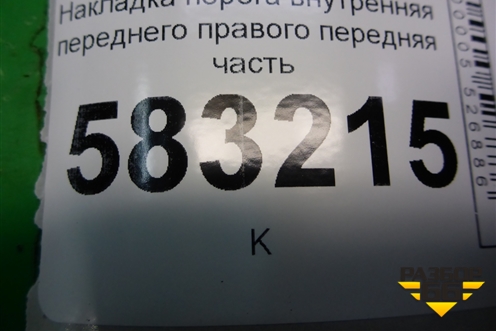 Накладка порога внутренняя
переднего правого передняя
часть
583215
К